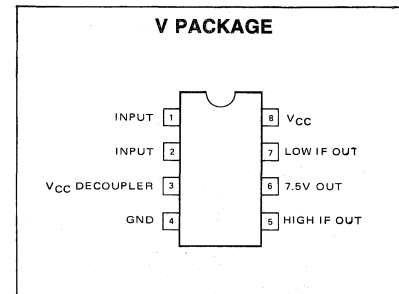 V PACKAGE
INPUT 1
8 VCC
INPUT 2
7 LOW IF OUT
VCC DECOUPLER 3
6 7.5V OUT
GND 4
5 HIGH IF OUT